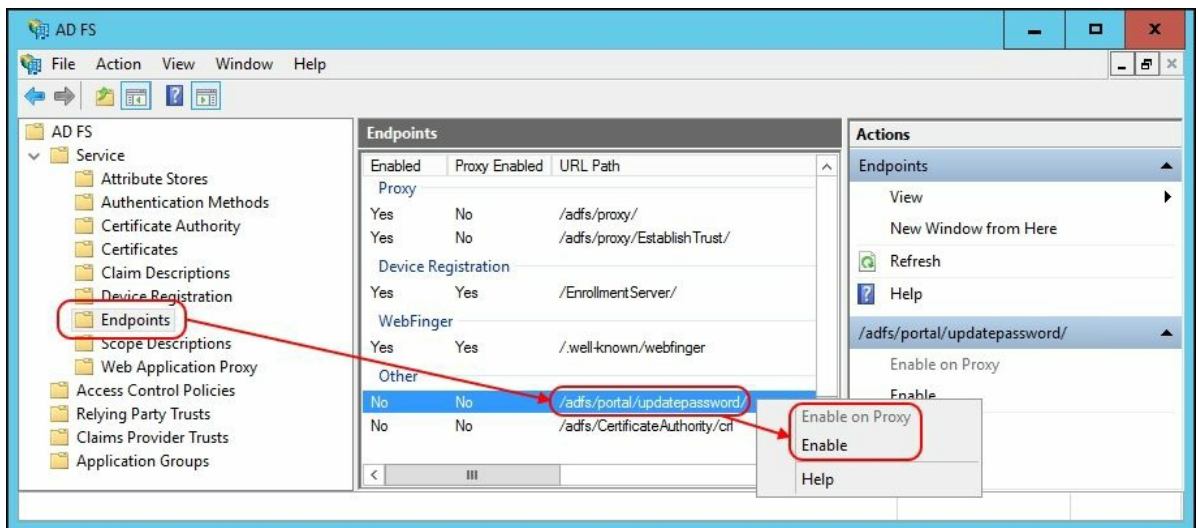 AD FS
File Action View Window Help
AD FS
Service
Attribute Stores
Authentication Methods
Certificate Authority
Certificates
Claim Descriptions
Device Registration
Endpoints
Scope Descriptions
Web Application Proxy
Access Control Policies
Relying Party Trusts
Claims Provider Trusts
Application Groups
Endpoints
Enabled Proxy Enabled URL Path
Proxy
Yes No /adfs/proxy/
Yes No /adfs/proxy/EstablishTrust/
Device Registration
Yes Yes /EnrollmentServer/
WebFinger
Yes Yes /.well-known/webfinger
Other
No No /adfs/portal/updatepassword/
No No /adfs/CertificateAuthority/crl
Actions
Endpoints
View
New Window from Here
Refresh
Help
/adfs/portal/updatepassword/
Enable on Proxy
Enable
Enable on Proxy
Enable
Help